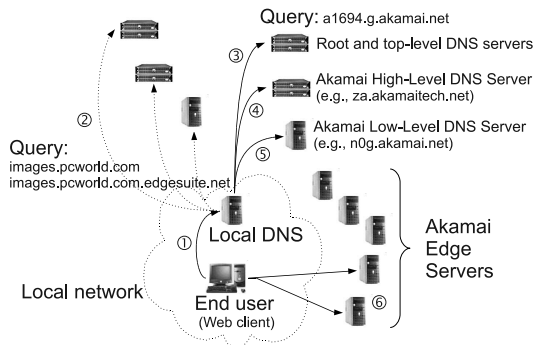 Query: a1694.g.akamai.net
③
Root and top-level DNS servers
④
Akamai High-Level DNS Server
(e.g., za.akamaitech.net)
②
⑤
Akamai Low-Level DNS Server
(e.g., n0g.akamai.net)
Query:
images.pcworld.com
images.pcworld.com.edgesuite.net
①
Local DNS
Akamai
Edge
Servers
Local network
End user
(Web client)
⑥